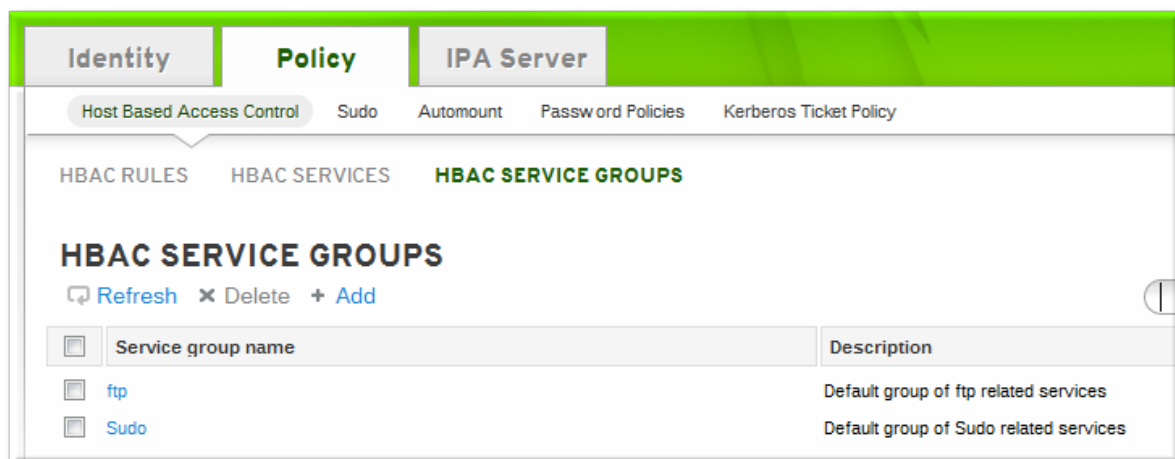 Identity Policy IPA Server
Host Based Access Control Sudo Automount Password Policies Kerberos Ticket Policy
HBAC RULES HBAC SERVICES HBAC SERVICE GROUPS
HBAC SERVICE GROUPS
Refresh Delete + Add
Service group name Description
ftp Default group of ftp related services
Sudo Default group of Sudo related services